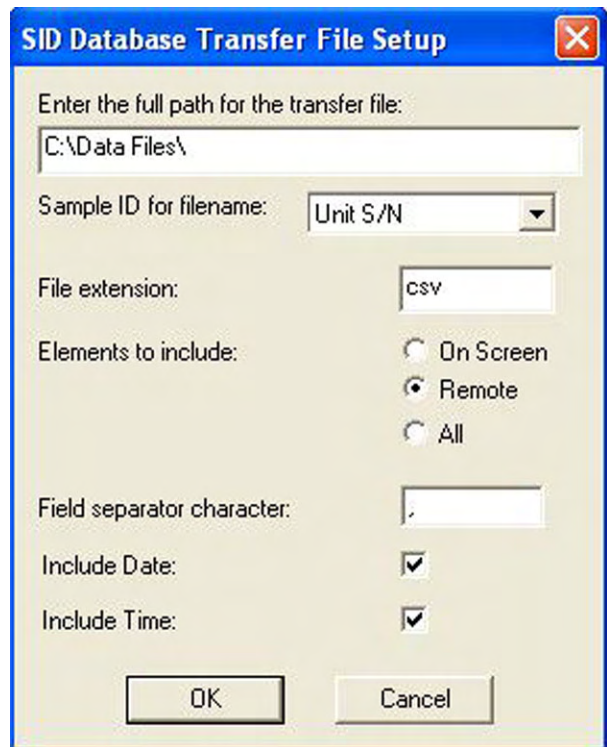 SID Database Transfer File Setup
Enter the full path for the transfer file:
C:\Data Files\
Sample ID for filename: Unit S/N
File extension: csv
Elements to include: On Screen
Remote
All
Field separator character: ,
Include Date:
Include Time:
OK Cancel